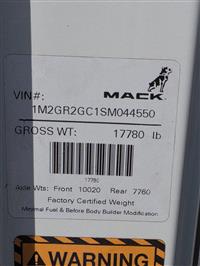 MACK
VIN#:
1M2GR2GC1SM044550
GROSS WT: 17780 lb
17780
Axle Wts: Front 10020 Rear 7760
Factory Certified Weight
Minimal Fuel & Before Body Builder Modification
WARNING